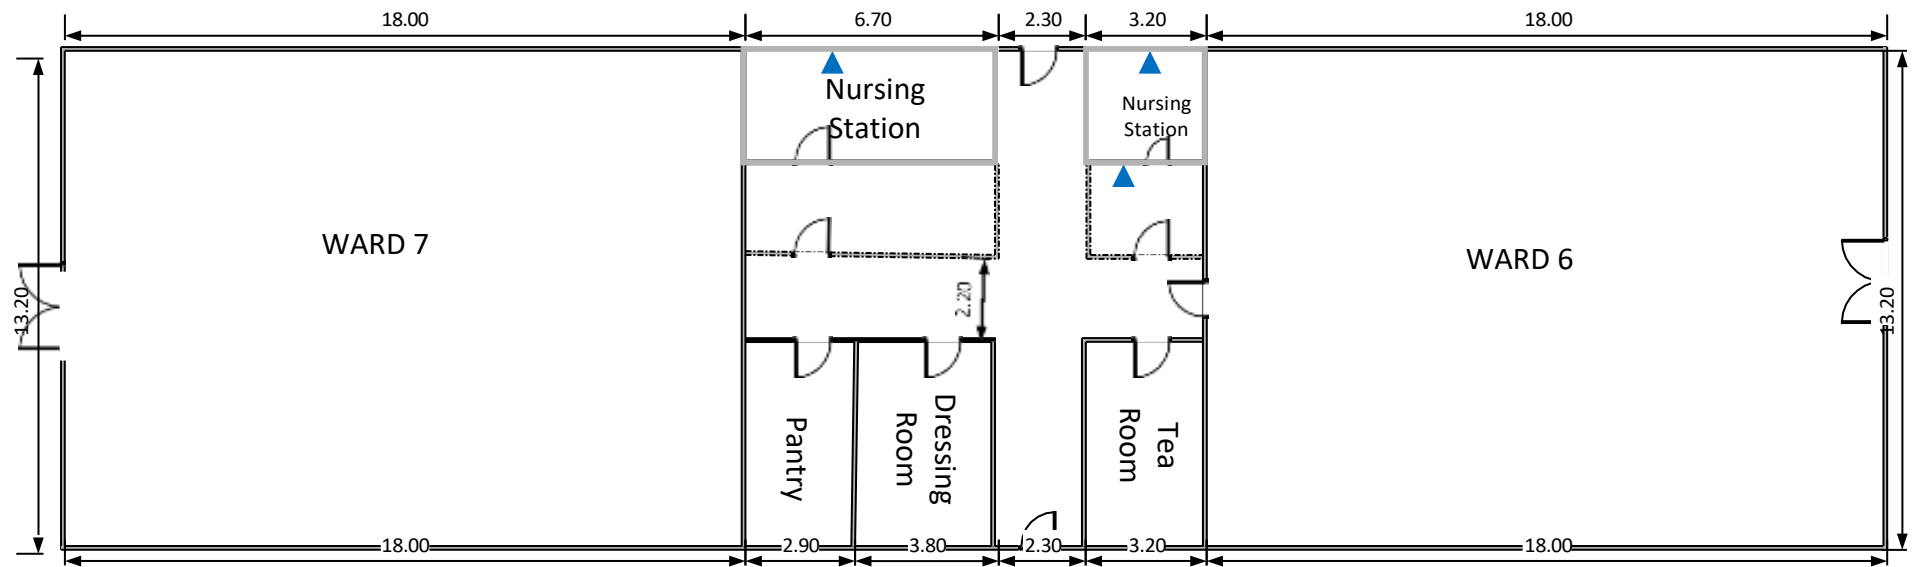 18.00
6.70
2.30
3.20
18.00
Nursing
Station
Nursing
Station
WARD 7
WARD 6
13.20
2.20
13.20
Pantry
Dressing
Room
Tea
Room
18.00
2.90
3.80
2.30
3.20
18.00